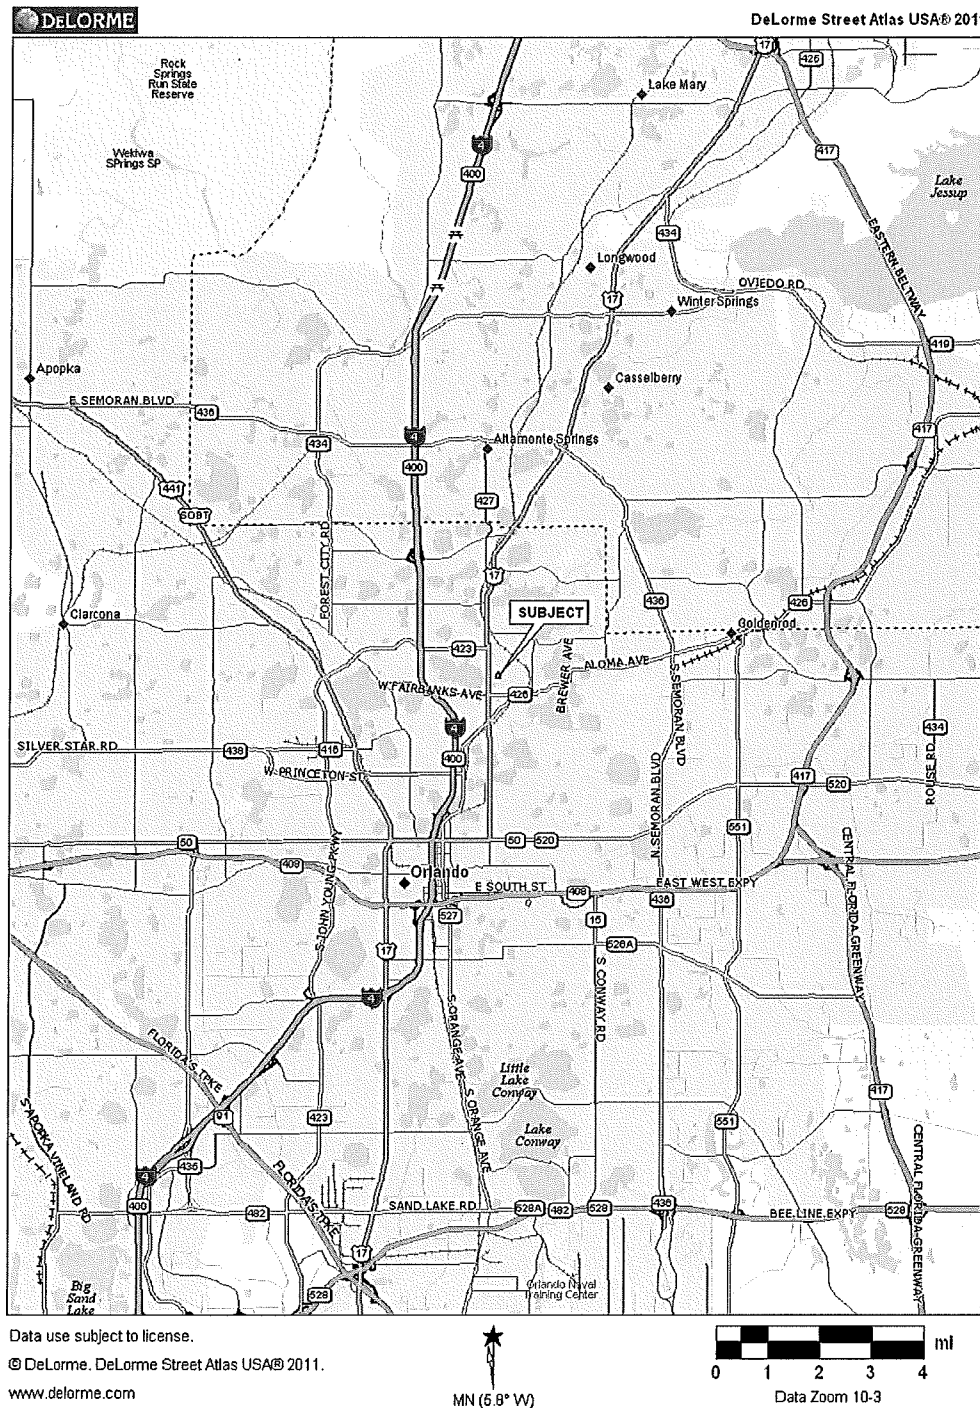 DELORME
DeLorme Street Atlas USA® 2011
Rock
Springs
Run State
Reserve
Wekiwa
SPrings SP
17
426
Lake Mary
4
400
417
Lake
Jessup
434
EASTERN BELTWAY
Longwood
OVIEDO RD
17
Winter Springs
419
Apopka
Casselberry
E SEMORAN BLVD
436
434
4
400
Altamonte Springs
417
441
427
SOBT
FOREST CITY RD
17
436
426
Clarcona
SUBJECT
Goldenrod
423
BREWER AVE
ALOMA AVE
S SEMORAN BLVD
W FAIRBANKS AVE
426
4
434
SILVER STAR RD
438
416
400
ROUSE RD
W PRINCETON ST
N SEMORAN BLVD
417
520
551
50
50
520
S JOHN YOUNG PKWY
408
Orlando
E SOUTH ST
408
EAST WEST EXPY
436
CENTRAL FLORIDA GREENWAY
527
15
17
526A
S CONWAY RD
4
S ORANGE AVE
FLORIDA'S TPKE
Little
Lake
Conway
417
91
423
S ORANGE AVE
Lake
Conway
551
S APOPKA VINELAND RD
436
4
FLORIDA'S TPKE
CENTRAL FLORIDA GREENWAY
400
482
SAND LAKE RD
528A
482
528
436
BEE LINE EXPY
528
17
Big
Sand
Lake
528
Orlando Naval
Training Center
Data use subject to license.
© DeLorme. DeLorme Street Atlas USA® 2011.
www.delorme.com
MN (5.8° W)
mi
0 1 2 3 4
Data Zoom 10-3